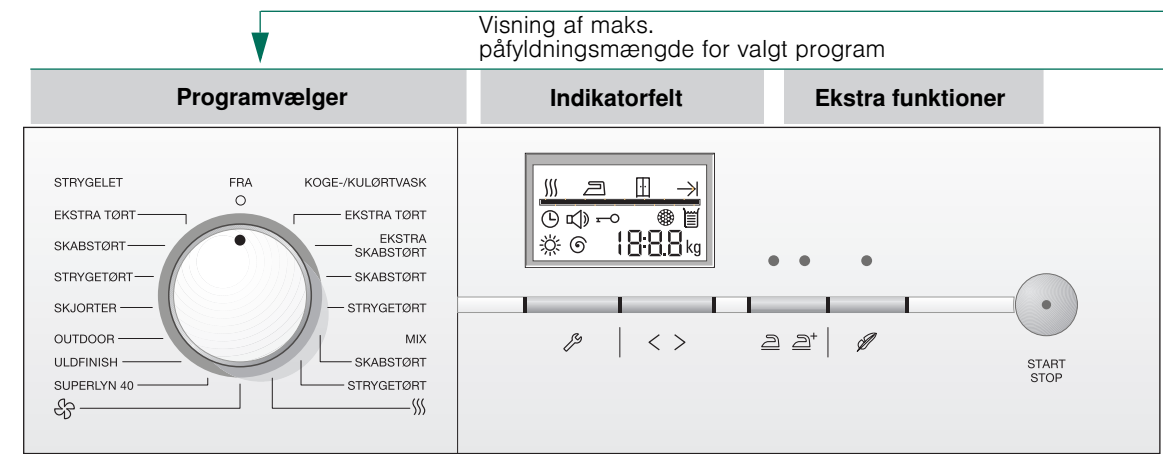 Visning af maks.
påfyldningsmængde for valgt program
Programvælger
Indikatorfelt
Ekstra funktioner
STRYGELET
EKSTRA TØRT
SKABSTØRT
STRYGETØRT
SKJORTER
OUTDOOR
ULDFINISH
SUPERLYN 40
FRA
KOGE-/KULØRTVASK
EKSTRA TØRT
EKSTRA
SKABSTØRT
SKABSTØRT
STRYGETØRT
MIX
SKABSTØRT
STRYGETØRT
18:8.8 kg
< >
START
STOP